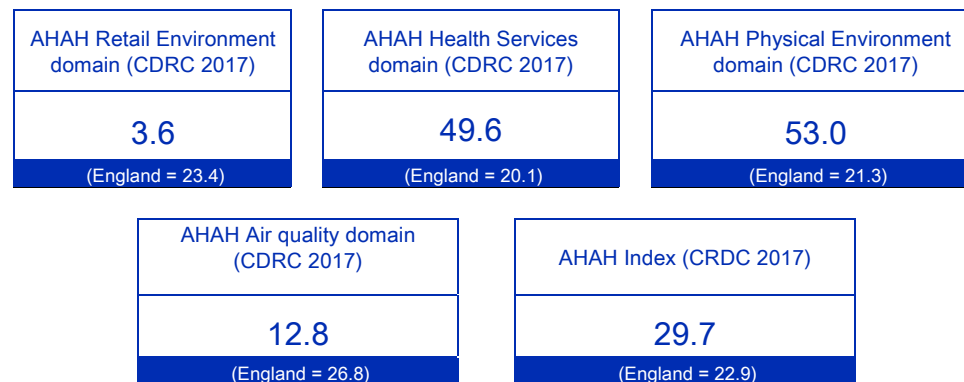 AHAH Retail Environment
domain (CDRC 2017)
3.6
(England = 23.4)
AHAH Health Services
domain (CDRC 2017)
49.6
(England = 20.1)
AHAH Physical Environment
domain (CDRC 2017)
53.0
(England = 21.3)
AHAH Air quality domain
(CDRC 2017)
12.8
(England = 26.8)
AHAH Index (CRDC 2017)
29.7
(England = 22.9)